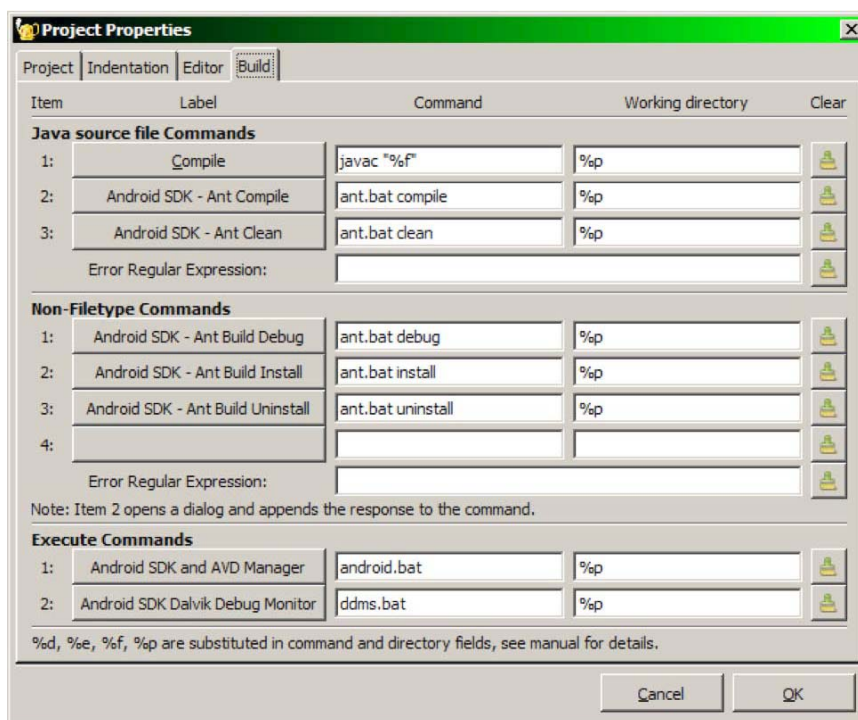 Project Properties
Project Indentation Editor Build
Item Label Command Working directory Clear
Java source file Commands
1: Compile javac "%f" %p
2: Android SDK - Ant Compile ant.bat compile %p
3: Android SDK - Ant Clean ant.bat clean %p
Error Regular Expression:
Non-Filetype Commands
1: Android SDK - Ant Build Debug ant.bat debug %p
2: Android SDK - Ant Build Install ant.bat install %p
3: Android SDK - Ant Build Uninstall ant.bat uninstall %p
4:
Error Regular Expression:
Note: Item 2 opens a dialog and appends the response to the command.
Execute Commands
1: Android SDK and AVD Manager android.bat %p
2: Android SDK Dalvik Debug Monitor ddms.bat %p
%d, %e, %f, %p are substituted in command and directory fields, see manual for details.
Cancel OK